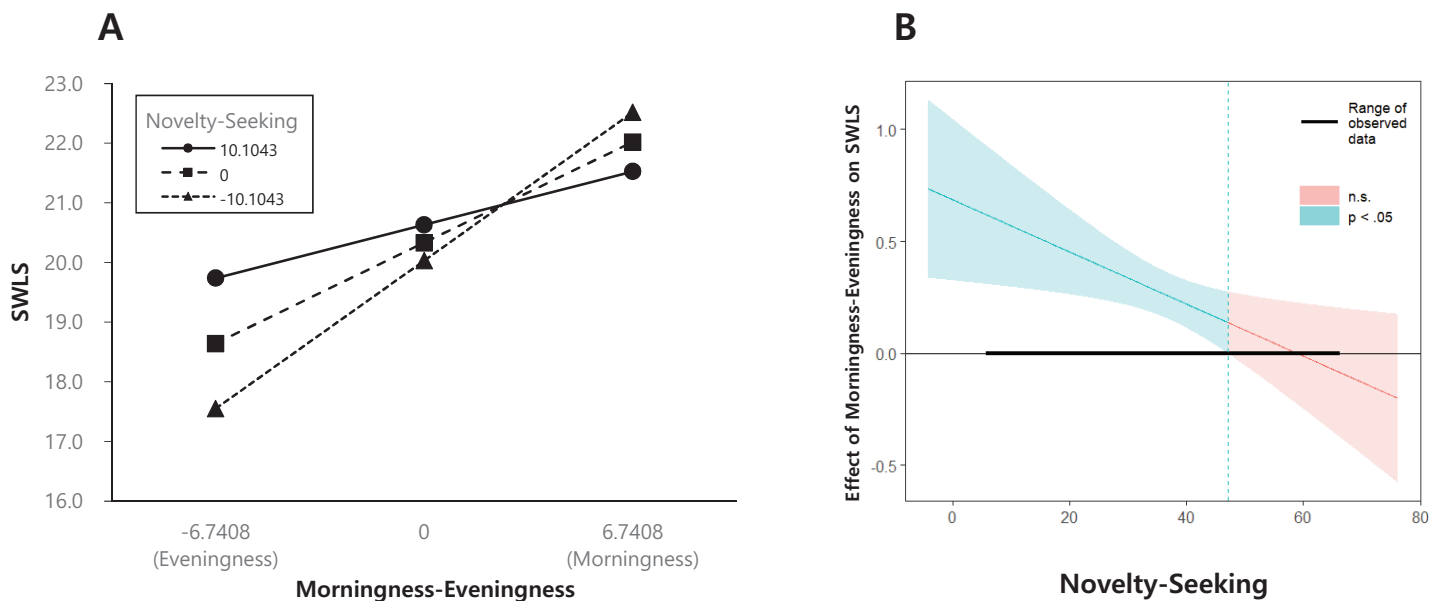 A
23.0
22.0
21.0
20.0
19.0
18.0
17.0
16.0
SWLS
Novelty-Seeking
10.1043
0
-10.1043
-6.7408
(Eveningness)
0
6.7408
(Morningness)
Morningness-Eveningness
B
Effect of Morningness-Eveningness on SWLS
1.0
0.5
0.0
-0.5
Range of
observed
data
n.s.
p < .05
0
20
40
60
80
Novelty-Seeking